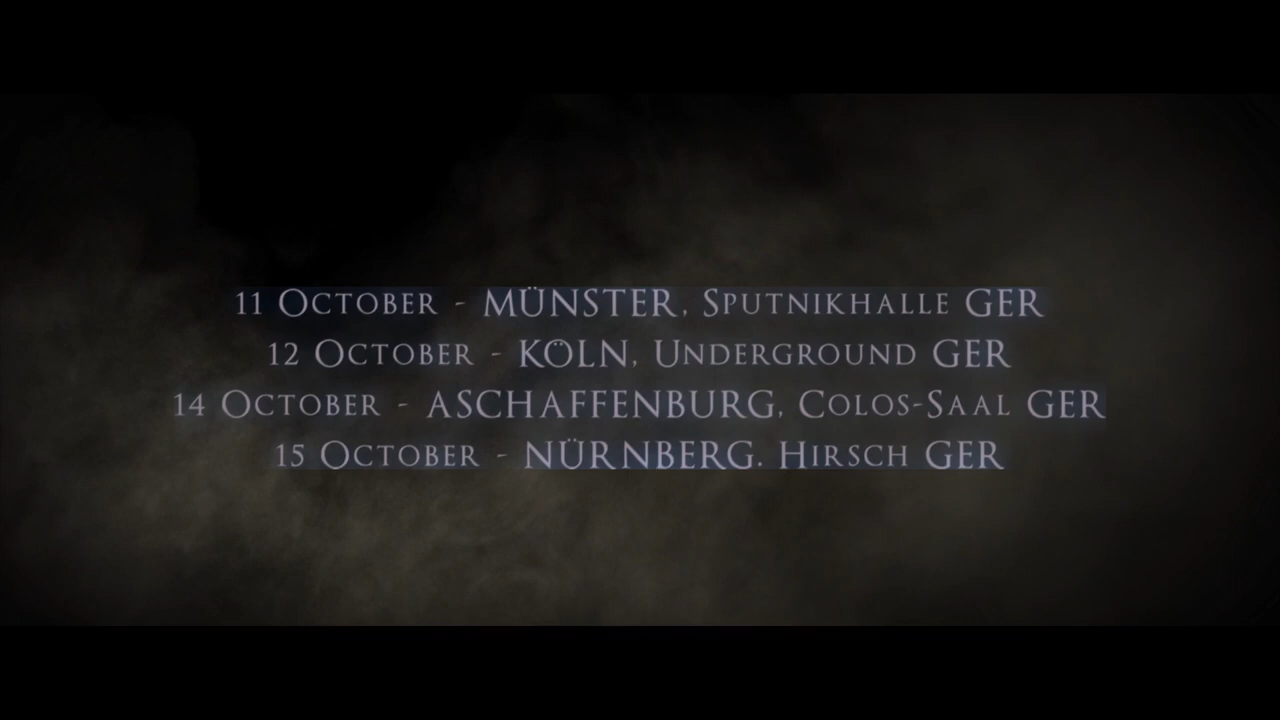 11 October - MÜNSTER, Sputnikhalle GER
12 October - KÖLN, Underground GER
14 October - ASCHAFFENBURG, Colos-Saal GER
15 October - NÜRNBERG. Hirsch GER